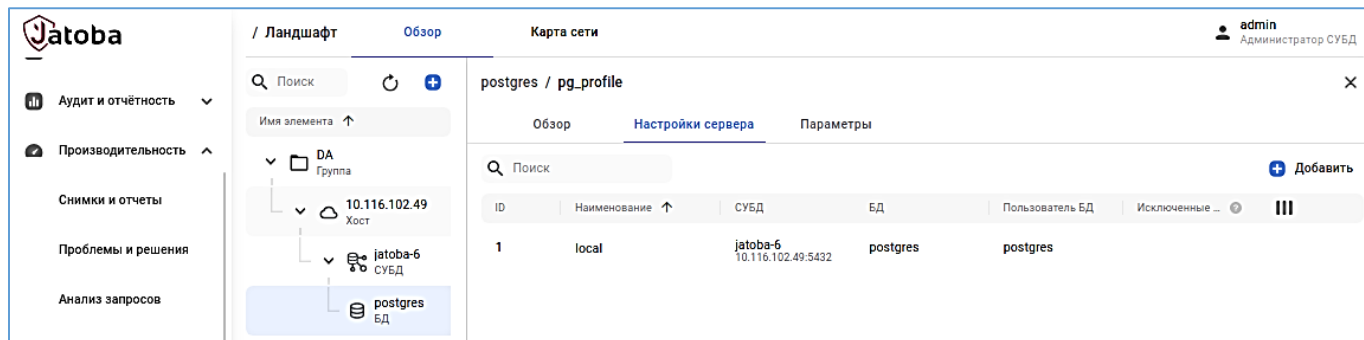 Jatoba
/ Ландшафт Обзор Карта сети
admin
Администратор СУБД
Аудит и отчётность
Производительность
Снимки и отчеты
Проблемы и решения
Анализ запросов
Поиск
Имя элемента
DA
Группа
10.116.102.49
Хост
jatoba-6
СУБД
postgres
БД
postgres / pg_profile
Обзор Настройки сервера Параметры
Поиск Добавить
ID Наименование СУБД БД Пользователь БД Исключенные ...
1 local jatoba-6 postgres postgres
10.116.102.49:5432